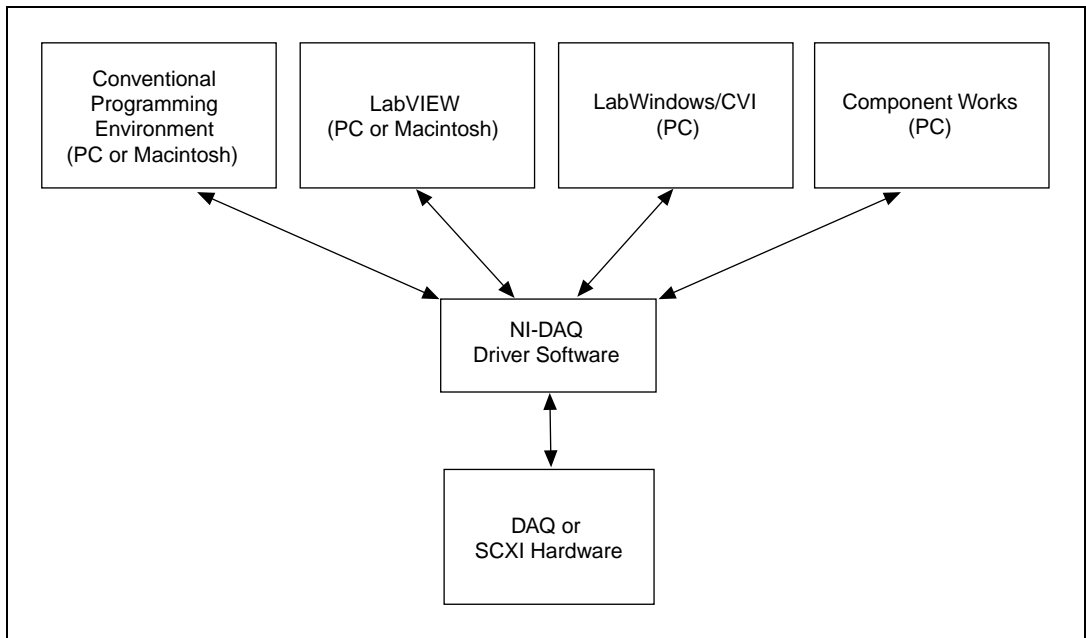 Conventional
Programming
Environment
(PC or Macintosh)
LabVIEW
(PC or Macintosh)
LabWindows/CVI
(PC)
Component Works
(PC)
NI-DAQ
Driver Software
DAQ or
SCXI Hardware